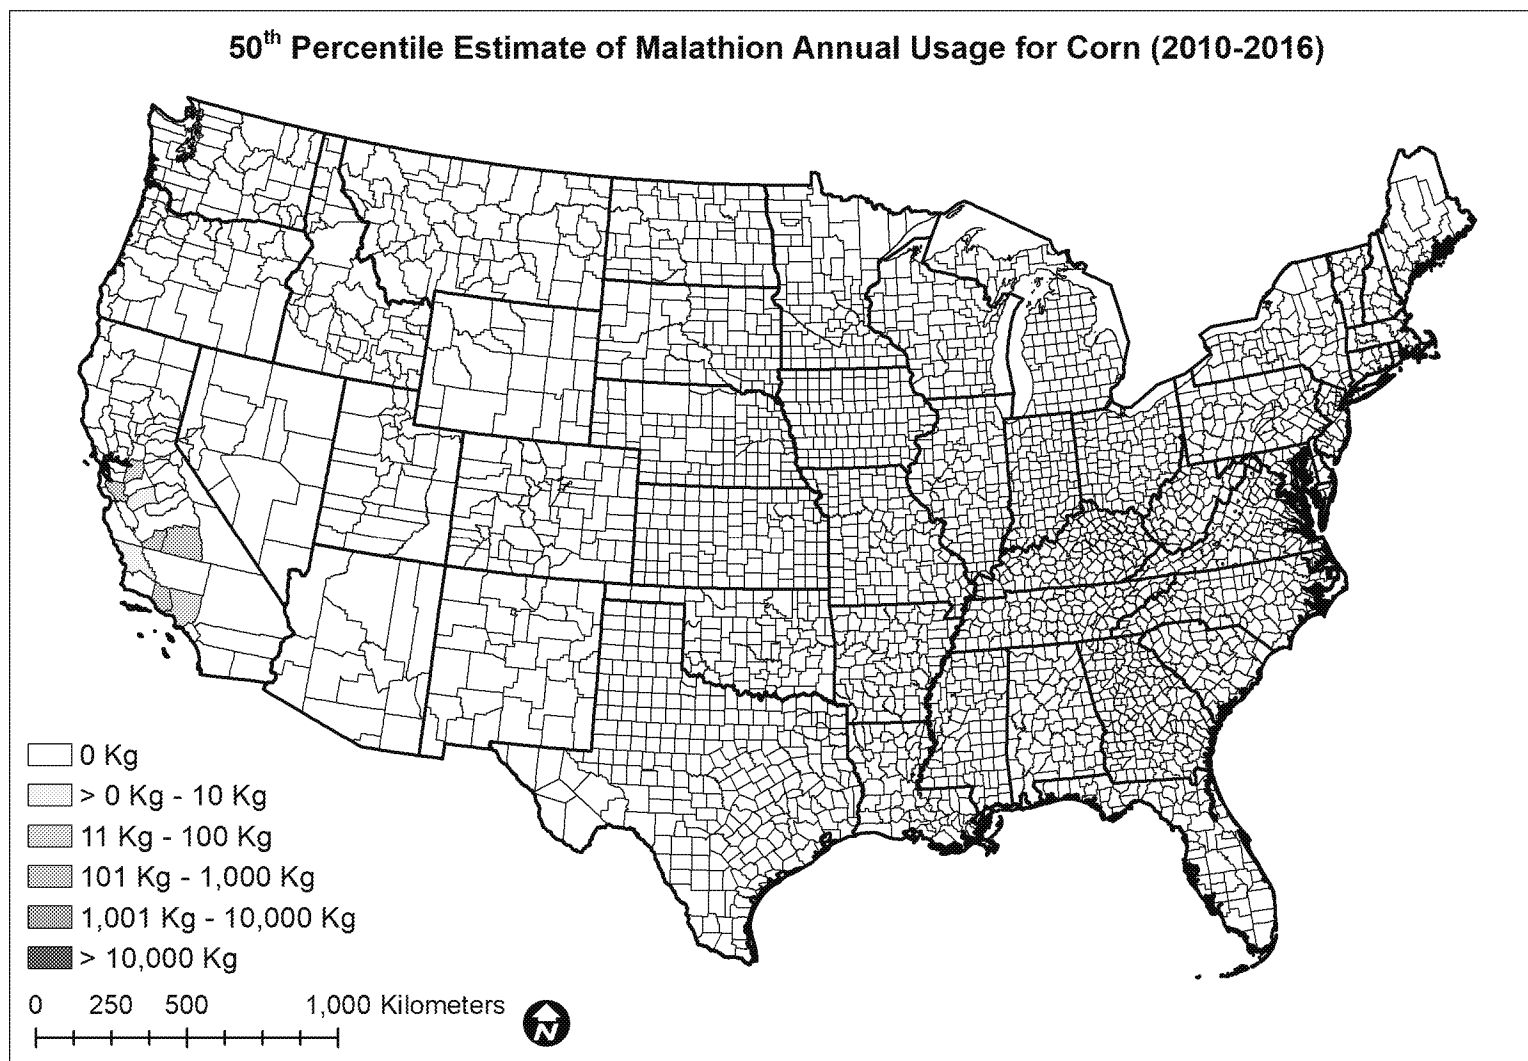 50th Percentile Estimate of Malathion Annual Usage for Corn (2010-2016)
0 Kg
> 0 Kg - 10 Kg
11 Kg - 100 Kg
101 Kg - 1,000 Kg
1,001 Kg - 10,000 Kg
> 10,000 Kg
0 250 500 1,000 Kilometers
N